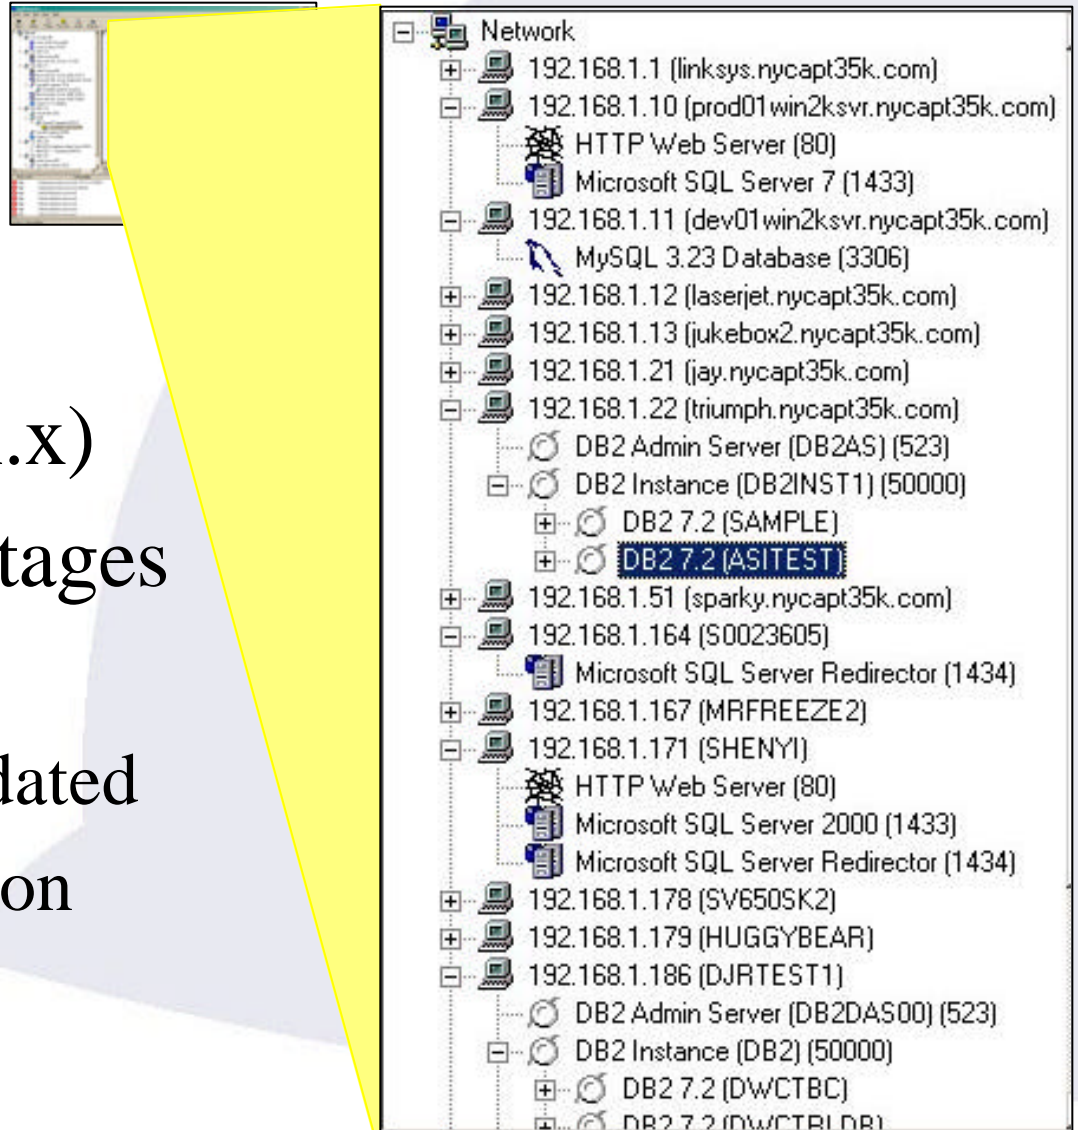 Network
192.168.1.1 (linksys.nycapt35k.com)
192.168.1.10 (prod01win2ksvr.nycapt35k.com)
HTTP Web Server (80)
Microsoft SQL Server 7 (1433)
192.168.1.11 (dev01win2ksvr.nycapt35k.com)
MySQL 3.23 Database (3306)
192.168.1.12 (laserjet.nycapt35k.com)
192.168.1.13 (jukebox2.nycapt35k.com)
192.168.1.21 (jay.nycapt35k.com)
192.168.1.22 (triumph.nycapt35k.com)
DB2 Admin Server (DB2AS) (523)
DB2 Instance (DB2INST1) (50000)
DB2 7.2 (SAMPLE)
DB2 7.2 (ASITEST)
192.168.1.51 (sparky.nycapt35k.com)
192.168.1.164 (S0023605)
Microsoft SQL Server Redirector (1434)
192.168.1.167 (MRFREEZE2)
192.168.1.171 (SHENYI)
HTTP Web Server (80)
Microsoft SQL Server 2000 (1433)
Microsoft SQL Server Redirector (1434)
192.168.1.178 (SV650SK2)
192.168.1.179 (HUGGYBEAR)
192.168.1.186 (DJRTEST1)
DB2 Admin Server (DB2DAS00) (523)
DB2 Instance (DB2) (50000)
DB2 7.2 (DWCTBC)
DB2 7.2 (DWCTBLDB)
.x)
tages
dated
on